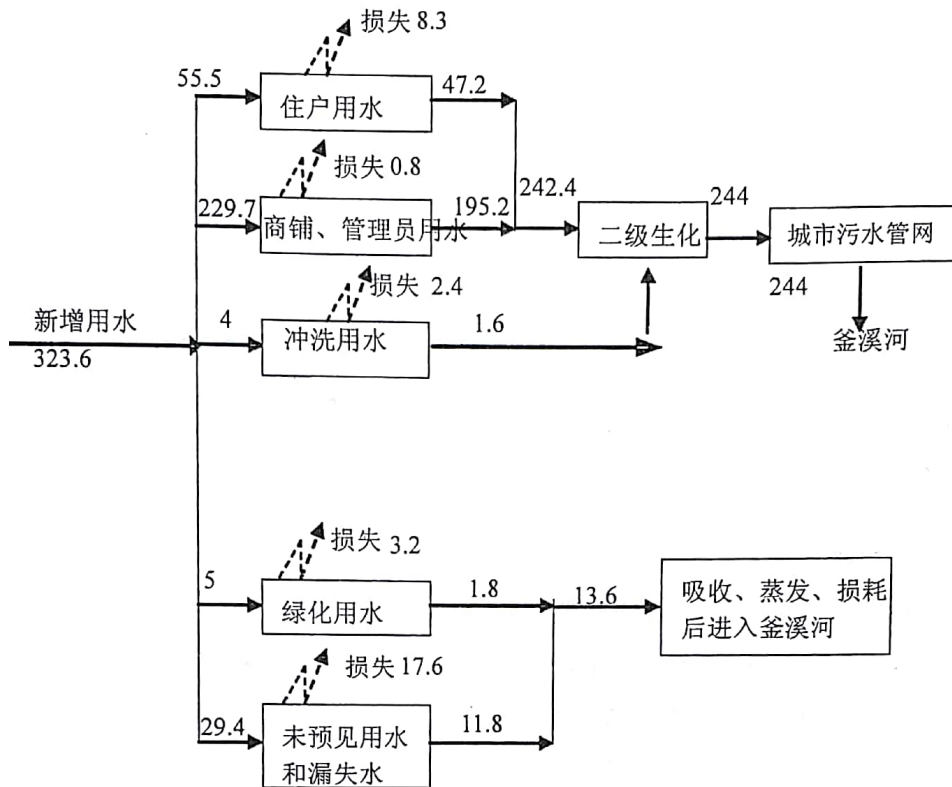 损失 8.3
55.5
住户用水
47.2
损失 0.8
229.7
商铺、管理员用水
195.2
242.4
二级生化
244
城市污水管网
244
釜溪河
损失 2.4
新增用水
323.6
4
冲洗用水
1.6
损失 3.2
5
绿化用水
1.8
13.6
吸收、蒸发、损耗
后进入釜溪河
损失 17.6
29.4
未预见用水
和漏失水
11.8